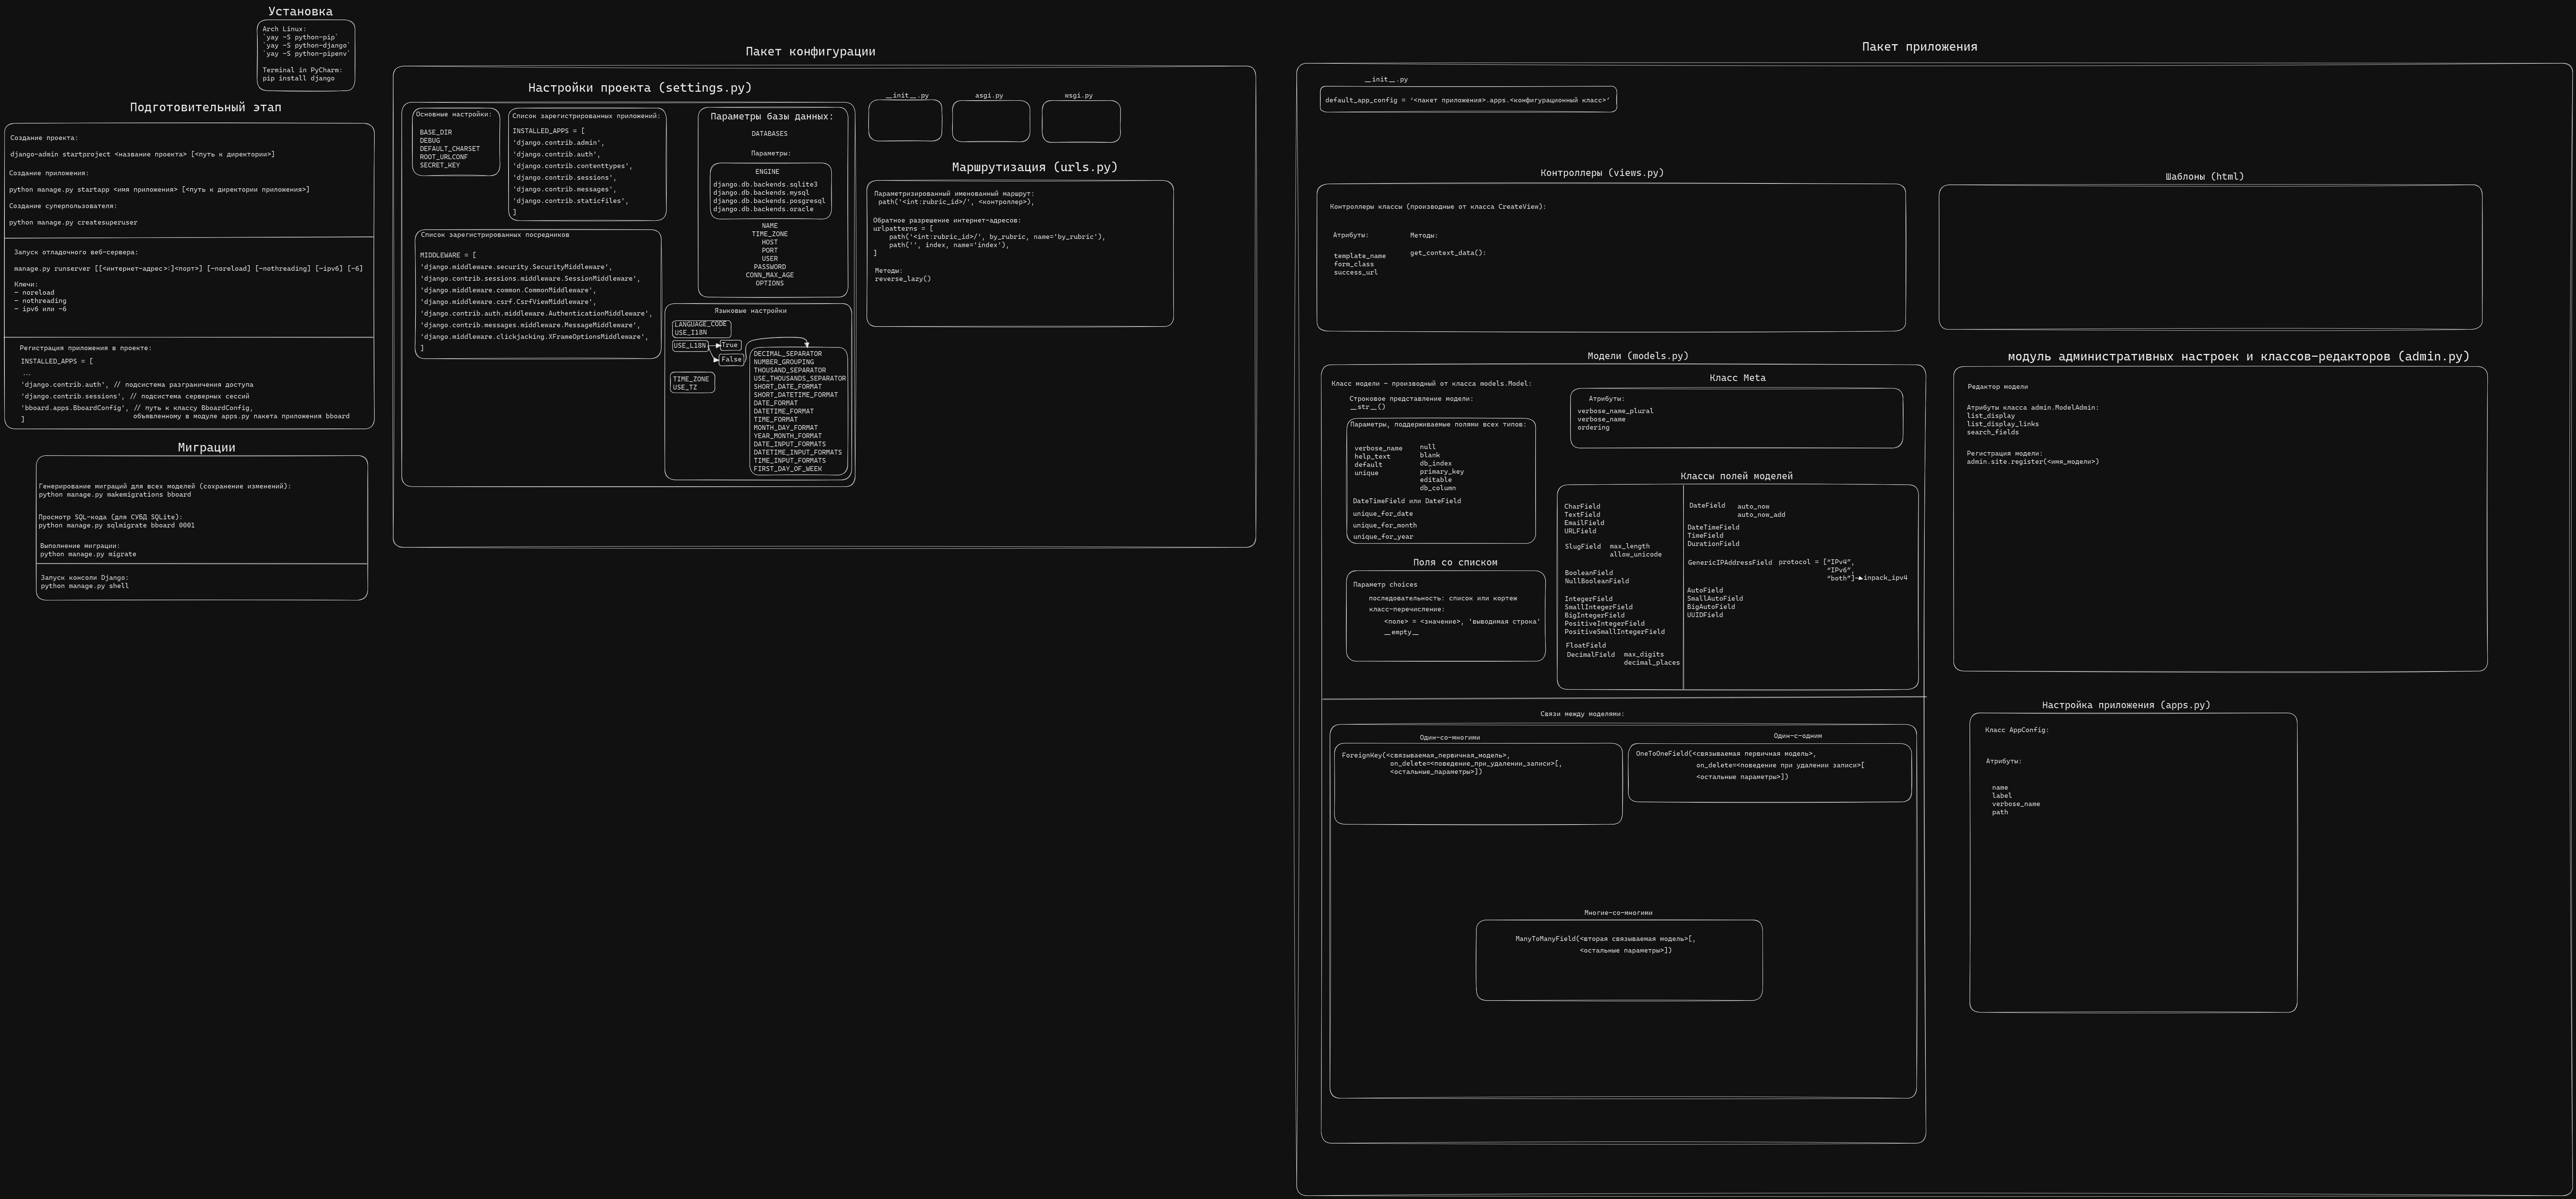 Установка
Arch Linux:
`yay -S python-pip`
`yay -S python-django`
`yay -S python-pipenv`
Terminal in PyCharm:
pip install django
Подготовительный этап
Создание проекта:
django-admin startproject <название проекта> [<путь к директории>]
Создание приложения:
python manage.py startapp <имя приложения> [<путь к директории приложения>]
Создание суперпользователя:
python manage.py createsuperuser
Запуск отладочного веб-сервера:
manage.py runserver [[<интернет-адрес>:]<порт>] [-noreload] [-nothreading] [-ipv6] [-6]
Ключи:
- noreload
- nothreading
- ipv6 или -6
Регистрация приложения в проекте:
INSTALLED_APPS = [
...
'django.contrib.auth', // подсистема разграничения доступа
'django.contrib.sessions', // подсистема серверных сессий
'bboard.apps.BboardConfig', // путь к классу BboardConfig,
объявленному в модуле apps.py пакета приложения bboard
]
Миграции
Генерирование миграций для всех моделей (сохранение изменений):
python manage.py makemigrations bboard
Просмотр SQL-кода (для СУБД SQLite):
python manage.py sqlmigrate bboard 0001
Выполнение миграции:
python manage.py migrate
Запуск консоли Django:
python manage.py shell
Пакет конфигурации
Настройки проекта (settings.py)
Основные настройки:
BASE_DIR
DEBUG
DEFAULT_CHARSET
ROOT_URLCONF
SECRET_KEY
Список зарегистрированных приложений:
INSTALLED_APPS = [
'django.contrib.admin',
'django.contrib.auth',
'django.contrib.contenttypes',
'django.contrib.sessions',
'django.contrib.messages',
'django.contrib.staticfiles',
]
Параметры базы данных:
DATABASES
Параметры:
ENGINE
django.db.backends.sqlite3
django.db.backends.mysql
django.db.backends.posgresql
django.db.backends.oracle
NAME
TIME_ZONE
HOST
PORT
USER
PASSWORD
CONN_MAX_AGE
OPTIONS
Список зарегистрированных посредников
MIDDLEWARE = [
'django.middleware.security.SecurityMiddleware',
'django.contrib.sessions.middleware.SessionMiddleware',
'django.middleware.common.CommonMiddleware',
'django.middleware.csrf.CsrfViewMiddleware',
'django.contrib.auth.middleware.AuthenticationMiddleware',
'django.contrib.messages.middleware.MessageMiddleware',
'django.middleware.clickjacking.XFrameOptionsMiddleware',
]
Языковые настройки
LANGUAGE_CODE
USE_I18N
USE_L18N
True
False
TIME_ZONE
USE_TZ
DECIMAL_SEPARATOR
NUMBER_GROUPING
THOUSAND_SEPARATOR
USE_THOUSANDS_SEPARATOR
SHORT_DATE_FORMAT
SHORT_DATETIME_FORMAT
DATE_FORMAT
DATETIME_FORMAT
TIME_FORMAT
MONTH_DAY_FORMAT
YEAR_MONTH_FORMAT
DATE_INPUT_FORMATS
DATETIME_INPUT_FORMATS
TIME_INPUT_FORMATS
FIRST_DAY_OF_WEEK
__init__.py
asgi.py
wsgi.py
Маршрутизация (urls.py)
Параметризированный именованный маршрут:
path('<int:rubric_id>/', <контроллер>),
Обратное разрешение интернет-адресов:
urlpatterns = [
path('<int:rubric_id>/', by_rubric, name='by_rubric'),
path('', index, name='index'),
]
Методы:
reverse_lazy()
Пакет приложения
__init__.py
default_app_config = ‘<пакет приложения>.apps.<конфигурационный класс>’
Контроллеры (views.py)
Контроллеры классы (производные от класса CreateView):
Атрибуты:
template_name
form_class
success_url
Методы:
get_context_data():
Шаблоны (html)
Модели (models.py)
Класс модели - производный от класса models.Model:
Строковое представление модели:
__str__()
Параметры, поддерживаемые полями всех типов:
verbose_name
help_text
default
unique
null
blank
db_index
primary_key
editable
db_column
DateTimeField или DateField
unique_for_date
unique_for_month
unique_for_year
Поля со списком
Параметр choices
последовательность: список или кортеж
класс-перечисление:
<поле> = <значение>, 'выводимая строка'
__empty__
Класс Meta
Атрибуты:
verbose_name_plural
verbose_name
ordering
Классы полей моделей
CharField
TextField
EmailField
URLField
SlugField
max_length
allow_unicode
BooleanField
NullBooleanField
IntegerField
SmallIntegerField
BigIntegerField
PositiveIntegerField
PositiveSmallIntegerField
FloatField
DecimalField
max_digits
decimal_places
DateField
auto_now
auto_now_add
DateTimeField
TimeField
DurationField
GenericIPAddressField
protocol = [“IPv4”,
“IPv6”,
“both”]
inpack_ipv4
AutoField
SmallAutoField
BigAutoField
UUIDField
Связи между моделями:
Один-со-многими
ForeignKey(<связываемая_первичная_модель>,
on_delete=<поведение_при_удалении_записи>[,
<остальные_параметры>])
Один-с-одним
OneToOneField(<связываемая первичная модель>,
on_delete=<поведение при удалении записи>[
<остальные параметры>])
Многие-со-многими
ManyToManyField(<вторая связываемая модель>[,
<остальные параметры>])
модуль административных настроек и классов-редакторов (admin.py)
Редактор модели
Атрибуты класса admin.ModelAdmin:
list_display
list_display_links
search_fields
Регистрация модели:
admin.site.register(<имя_модели>)
Настройка приложения (apps.py)
Класс AppConfig:
Атрибуты:
name
label
verbose_name
path